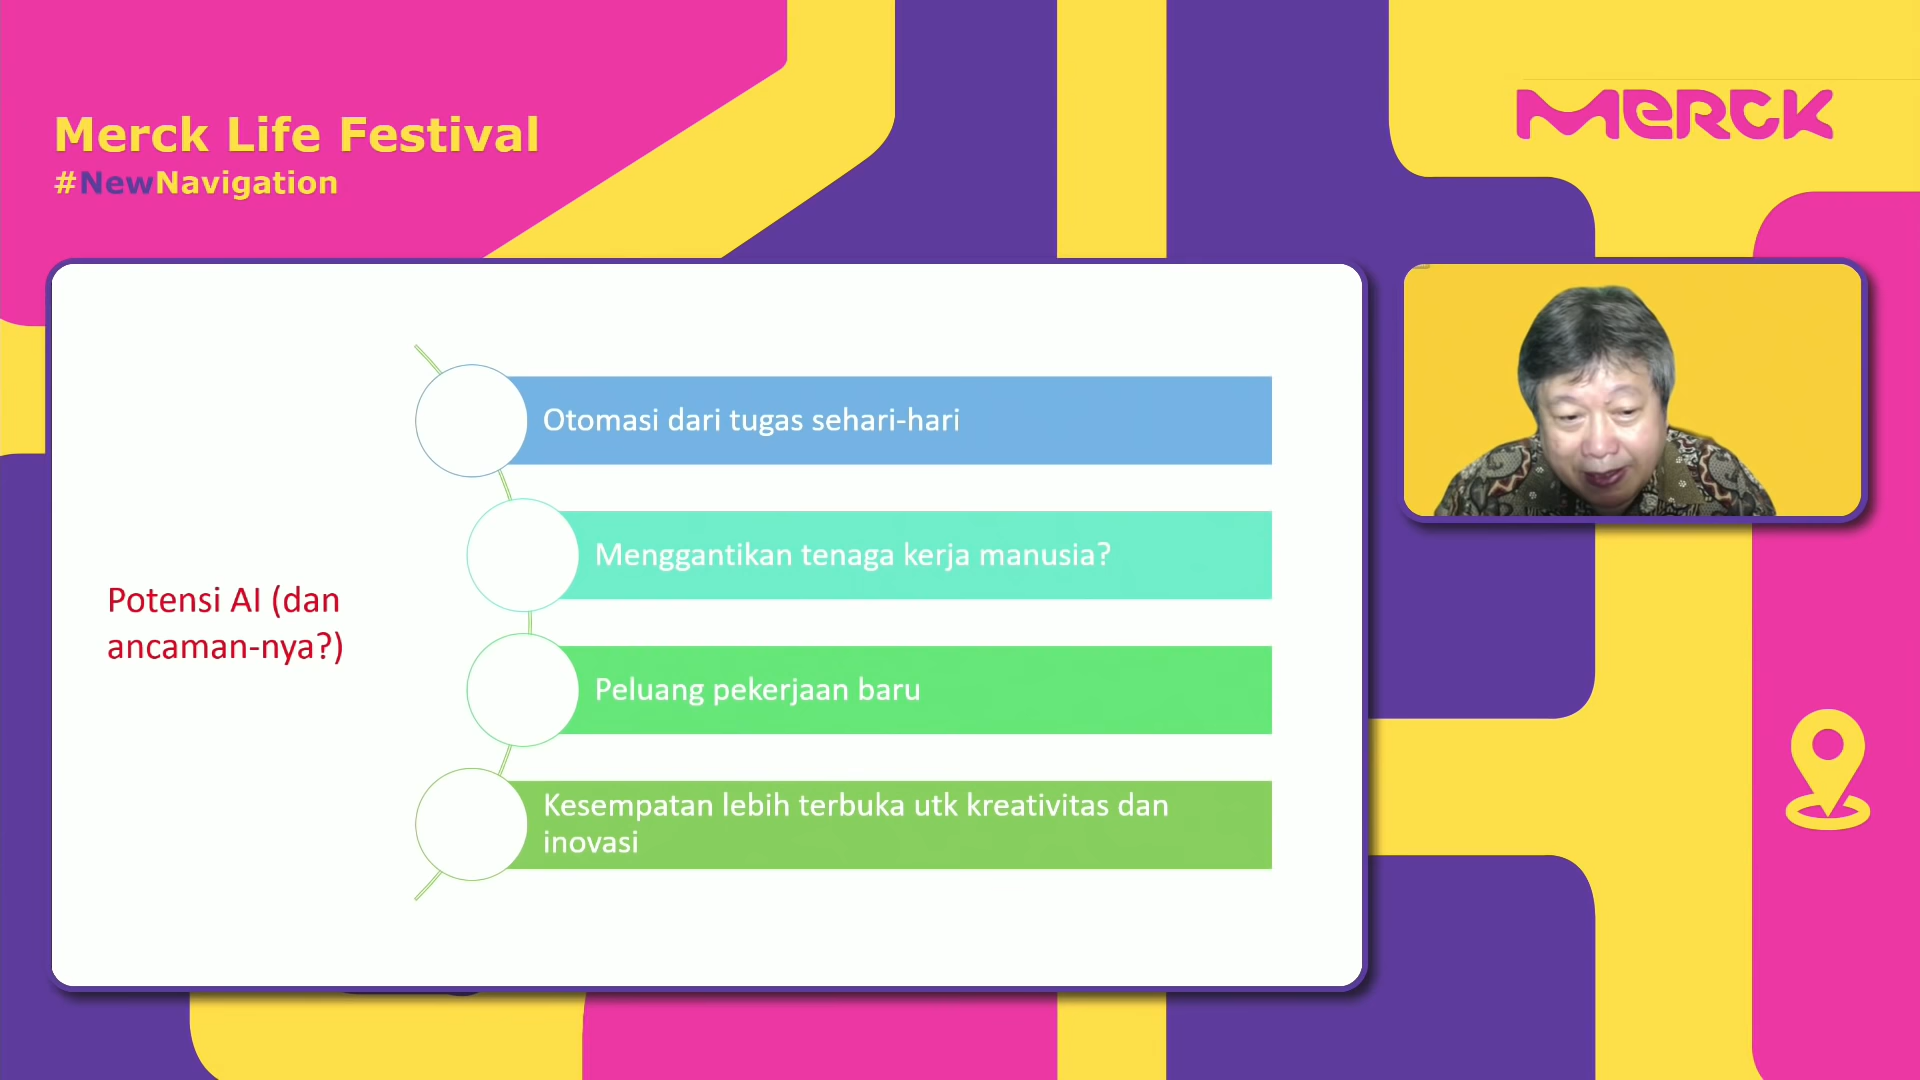 Merck Life Festival
#NewNavigation
MERCK
Potensi AI (dan
ancaman-nya?)
Otomasi dari tugas sehari-hari
Menggantikan tenaga kerja manusia?
Peluang pekerjaan baru
Kesempatan lebih terbuka utk kreativitas dan
inovasi